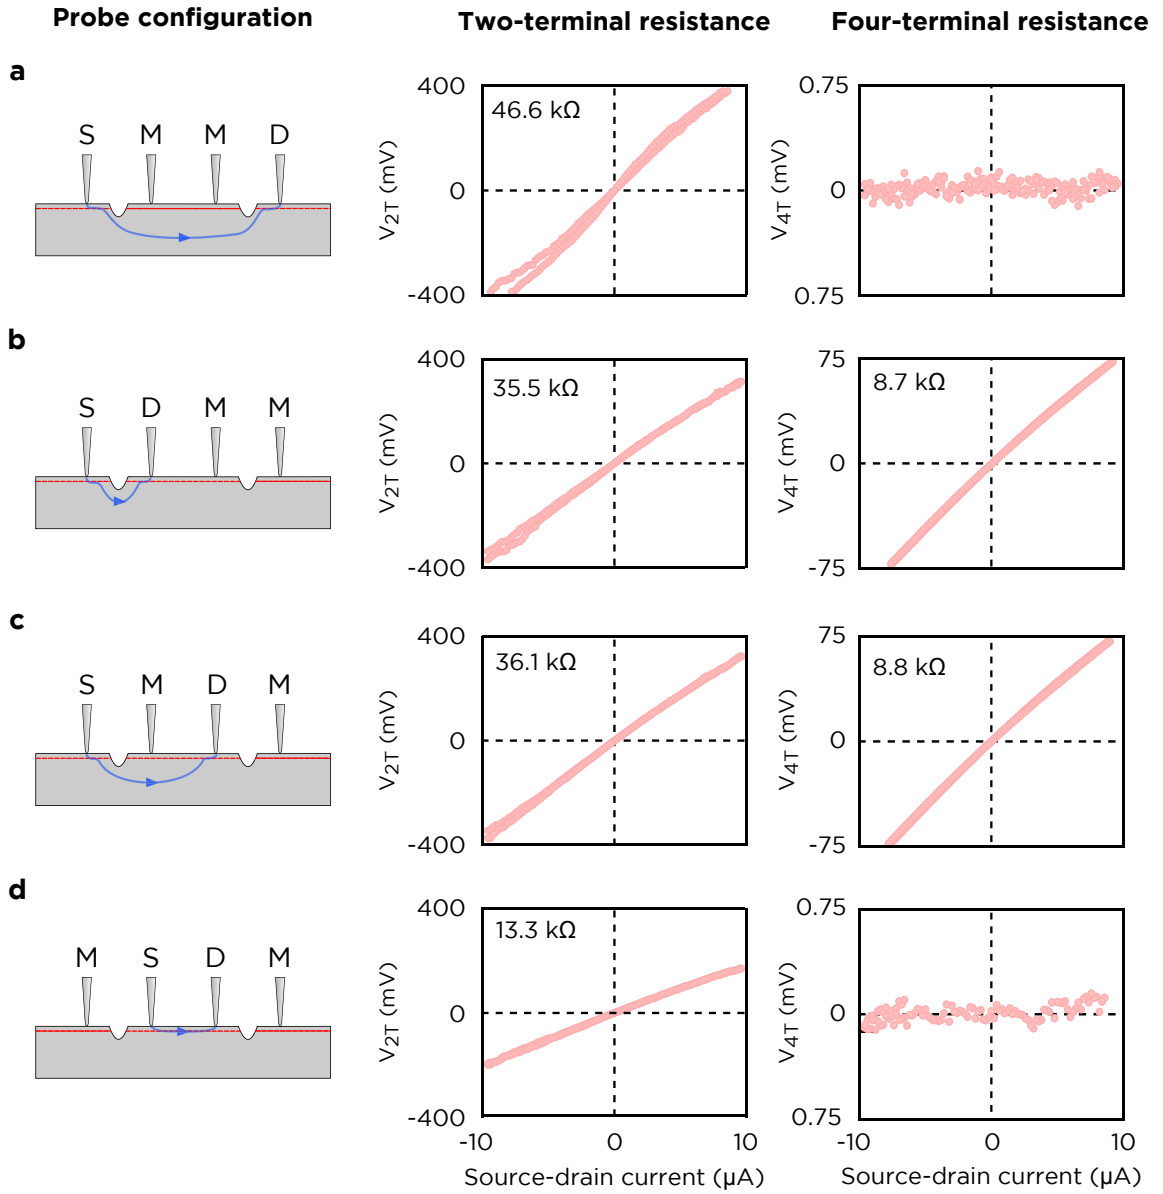 Probe configuration Two-terminal resistance Four-terminal resistance
a
S M M D
400
0
-400
V2T (mV)
46.6 kΩ
0.75
0
0.75
V4T (mV)
b
S D M M
400
0
-400
V2T (mV)
35.5 kΩ
75
0
-75
V4T (mV)
8.7 kΩ
c
S M D M
400
0
-400
V2T (mV)
36.1 kΩ
75
0
-75
V4T (mV)
8.8 kΩ
d
M S D M
400
0
-400
V2T (mV)
13.3 kΩ
-10 0 10
Source-drain current (μA)
0.75
0
0.75
V4T (mV)
-10 0 10
Source-drain current (μA)